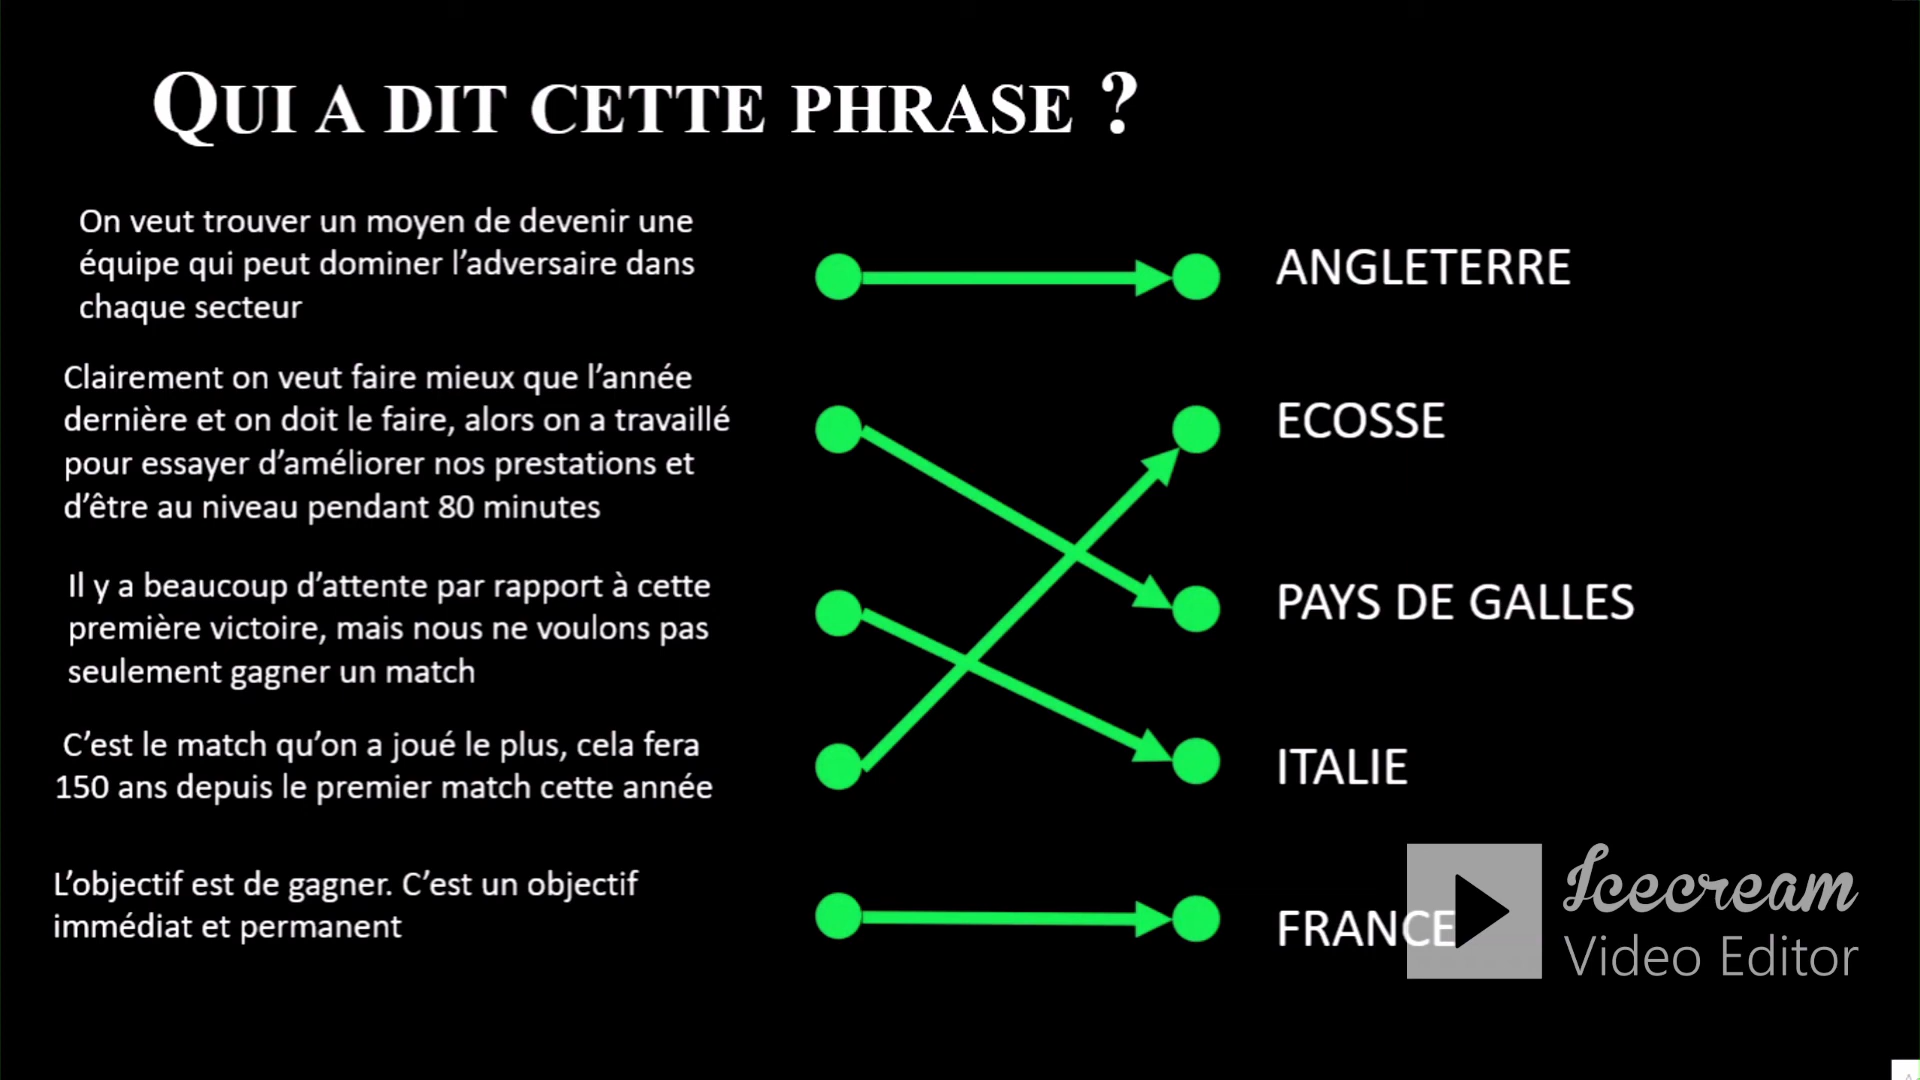 QUI A DIT CETTE PHRASE ?
On veut trouver un moyen de devenir une
équipe qui peut dominer l’adversaire dans
chaque secteur
ANGLETERRE
Clairement on veut faire mieux que l’année
dernière et on doit le faire, alors on a travaillé
pour essayer d’améliorer nos prestations et
d’être au niveau pendant 80 minutes
ECOSSE
Il y a beaucoup d’attente par rapport à cette
première victoire, mais nous ne voulons pas
seulement gagner un match
PAYS DE GALLES
C’est le match qu’on a joué le plus, cela fera
150 ans depuis le premier match cette année
ITALIE
L’objectif est de gagner. C’est un objectif
immédiat et permanent
FRANCE
Icecream
Video Editor